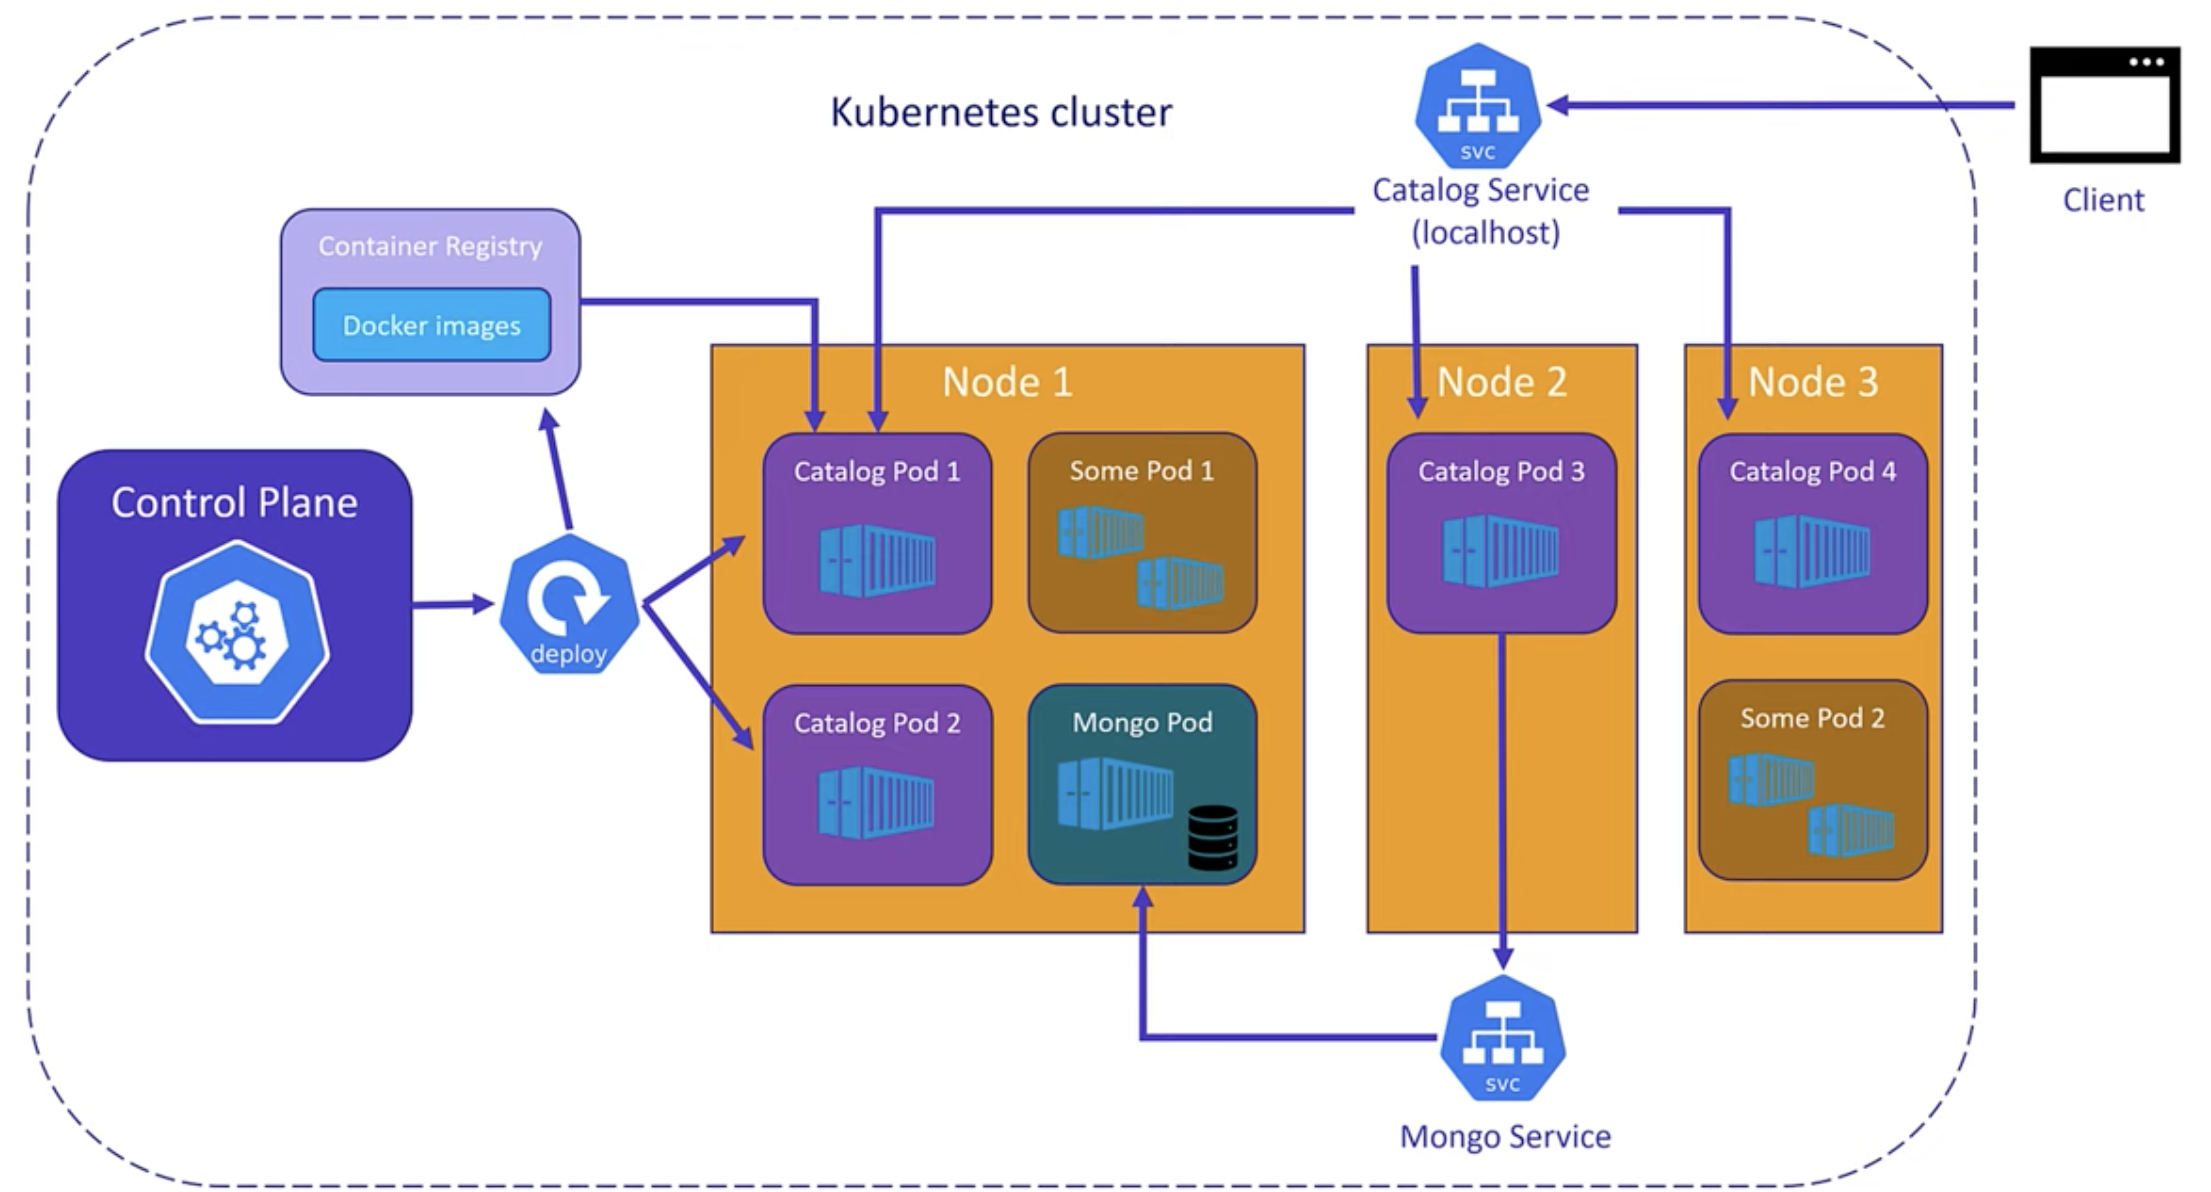 Kubernetes cluster
svc
Catalog Service
(localhost)
Client
Container Registry
Docker images
Control Plane
deploy
Node 1
Catalog Pod 1
Some Pod 1
Catalog Pod 2
Mongo Pod
Node 2
Catalog Pod 3
Node 3
Catalog Pod 4
Some Pod 2
svc
Mongo Service